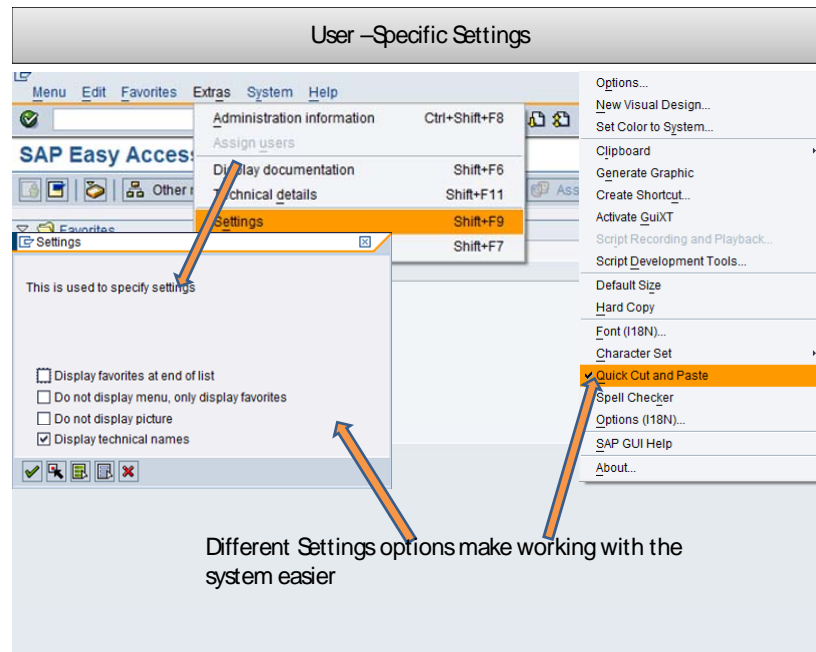 User –Specific Settings
Menu Edit Favorites Extras System Help
SAP Easy Access
Other
Favorites
Administration information Ctrl+Shift+F8
Assign users
Display documentation Shift+F6
Technical details Shift+F11
Settings Shift+F9
Shift+F7
Ass
Settings
This is used to specify settings
Display favorites at end of list
Do not display menu, only display favorites
Do not display picture
Display technical names
Options...
New Visual Design...
Set Color to System...
Clipboard
Generate Graphic
Create Shortcut...
Activate GuiXT
Script Recording and Playback...
Script Development Tools...
Default Size
Hard Copy
Font (I18N)...
Character Set
Quick Cut and Paste
Spell Checker
Options (I18N)...
SAP GUI Help
About...
Different Settings options make working with the
system easier